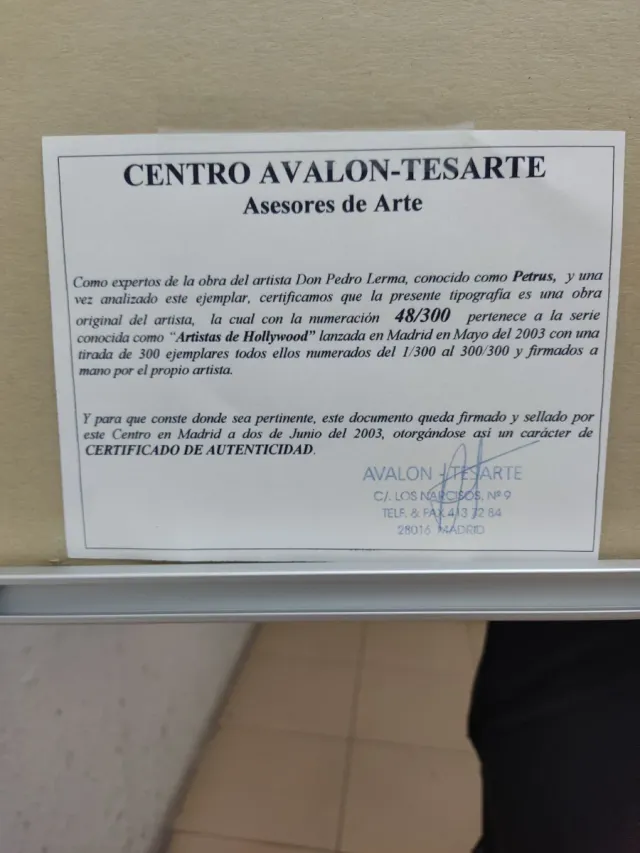 CENTRO AVALON-TESARTE
Asesores de Arte
Como expertos de la obra del artista Don Pedro Lerma, conocido como Petrus, y una
vez analizado este ejemplar, certificamos que la presente tipografía es una obra
original del artista, la cual con la numeración 48/300 pertenece a la serie
conocida como “Artistas de Hollywood” lanzada en Madrid en Mayo del 2003 con una
tirada de 300 ejemplares todos ellos numerados del 1/300 al 300/300 y firmados a
mano por el propio artista.
Y para que conste donde sea pertinente, este documento queda firmado y sellado por
este Centro en Madrid a dos de Junio del 2003, otorgándose así un carácter de
CERTIFICADO DE AUTENTICIDAD.
AVALON - TESARTE
C/. LOS NARCISOS, Nº 9
TELF. & FAX 413 72 84
28016 MADRID